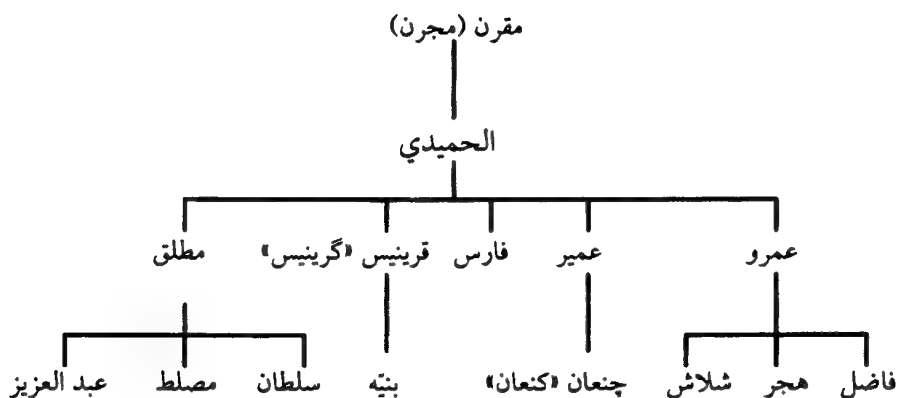 مقرن (مجرن)
الحميدي
عمرو عمير فارس قرينيس «گرينيس» مطلق
فاضل هجر شلاش چنعان «كنعان» بنيّه سلطان مصلط عبد العزيز